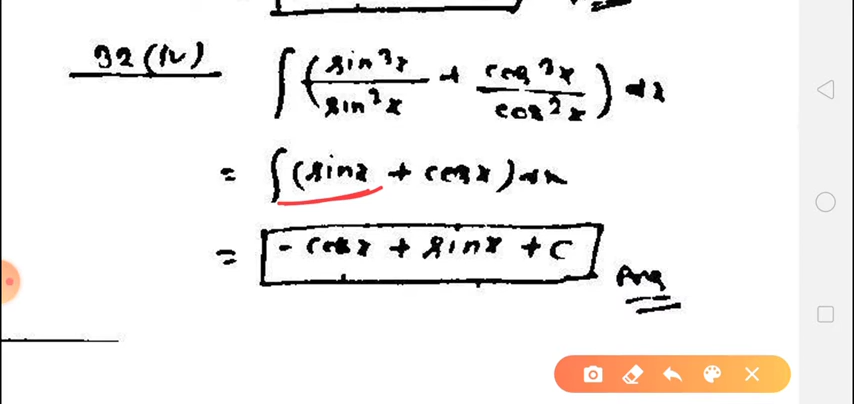 32 (iv) ∫ (sin³x/sin²x + cos³x/cos²x) dx
= ∫ (sinx + cosx) dx
= - cosx + sinx + C
Ans